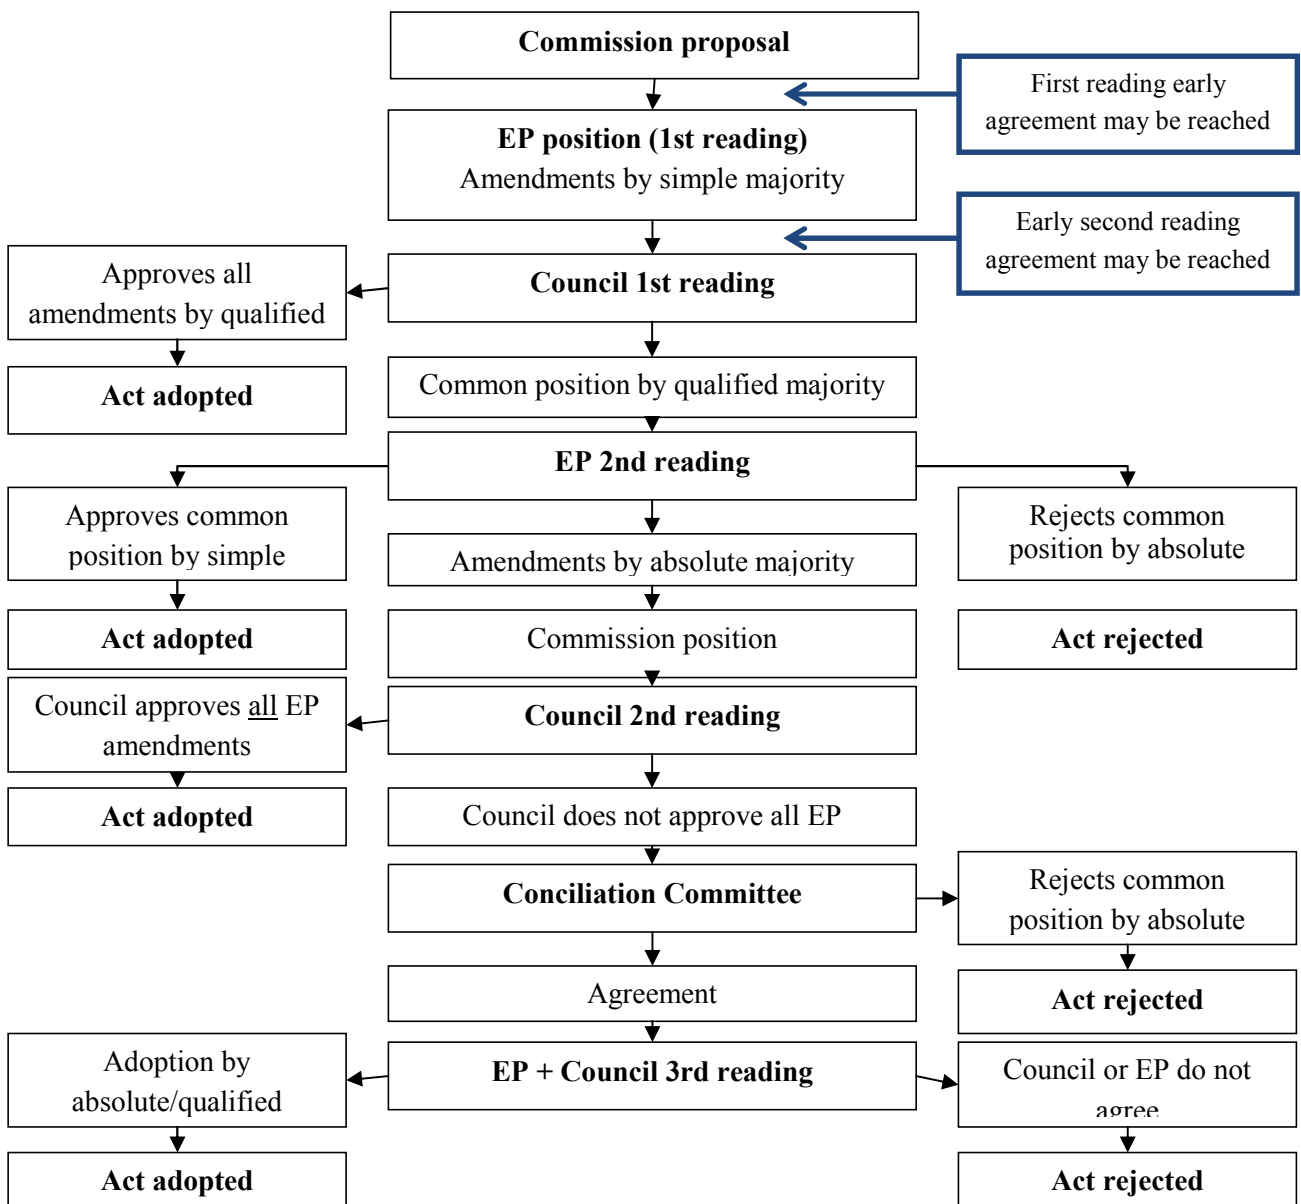 Commission proposal
First reading early
agreement may be reached
EP position (1st reading)
Amendments by simple majority
Early second reading
agreement may be reached
Approves all
amendments by qualified
Council 1st reading
Act adopted
Common position by qualified majority
EP 2nd reading
Approves common
position by simple
Amendments by absolute majority
Rejects common
position by absolute
Act adopted
Commission position
Act rejected
Council approves all EP
amendments
Council 2nd reading
Act adopted
Council does not approve all EP
Conciliation Committee
Rejects common
position by absolute
Agreement
Act rejected
Adoption by
absolute/qualified
EP + Council 3rd reading
Council or EP do not
agree
Act adopted
Act rejected